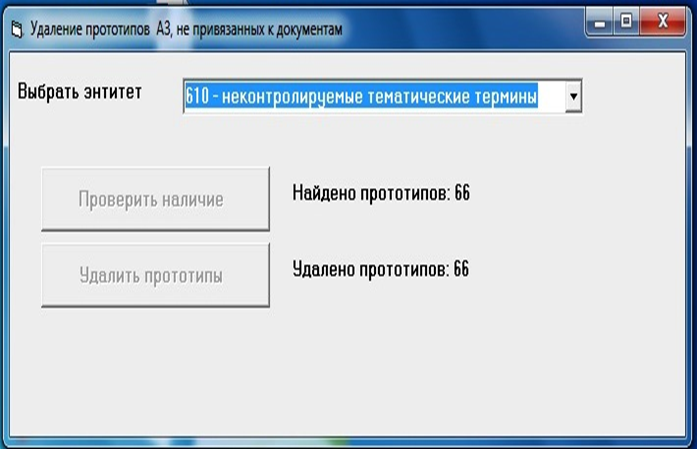 Удаление прототипов АЗ, не привязанных к документам
Выбрать энтитет
610 - неконтролируемые тематические термины
Проверить наличие
Найдено прототипов: 66
Удалить прототипы
Удалено прототипов: 66